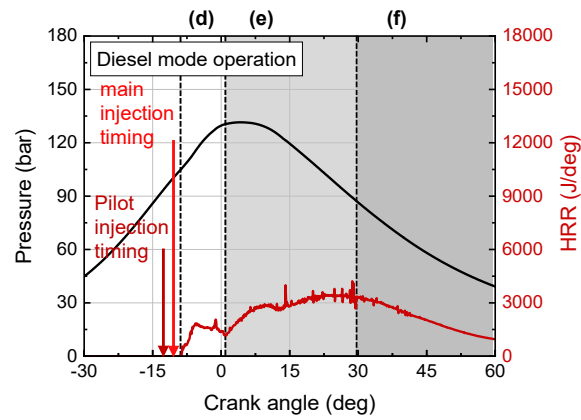 (d) (e) (f)
Diesel mode operation
main
injection
timing
Pilot
injection
timing
Pressure (bar)
180
150
120
90
60
30
0
HRR (J/deg)
18000
15000
12000
9000
6000
3000
0
-30 -15 0 15 30 45 60
Crank angle (deg)